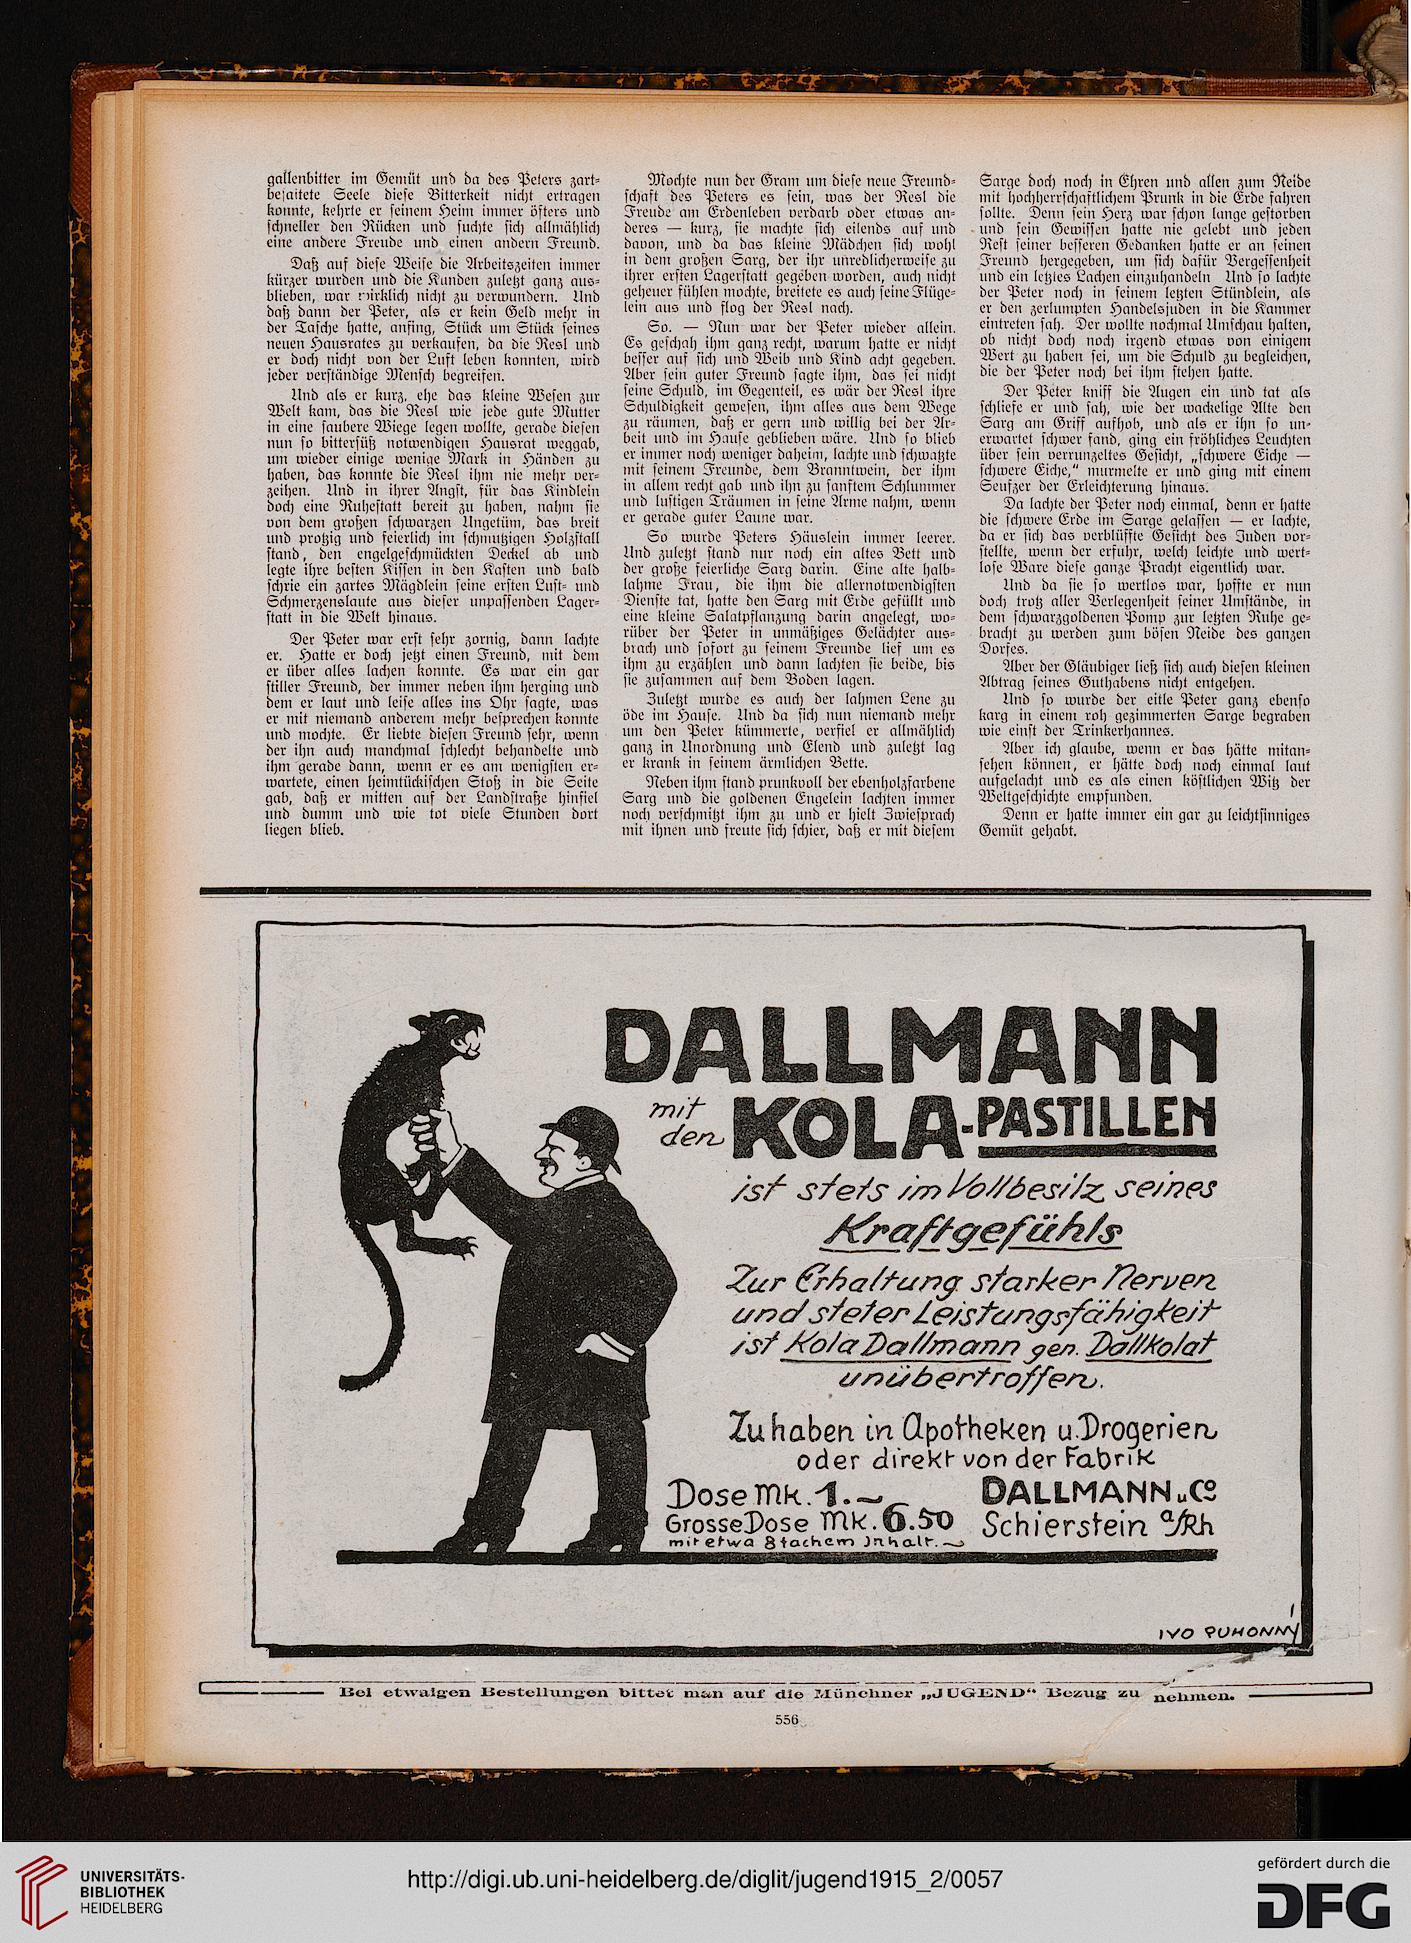 gallenbitter im Gemüt und da des Peters zart-
besaitete Seele diese Bitterkeit nicht ertragen
konnte, kehrte er seinem Heim immer öfters und
schneller den Rücken und suchte sich allmählich
eine andere Freude und einen andern Freund.
Daß auf diese Weise die Arbeitszeiten immer
kürzer wurden und die Kunden zuletzt ganz aus-
blieben, war wirklich nicht zu verwundern. Und
daß dann der Peter, als er kein Geld mehr in
der Tasche hatte, anfing, Stück um Stück seines
neuen Hausrates zu verkaufen, da die Resl und
er doch nicht von der Luft leben konnten, wird
jeder verständige Mensch begreifen.
Und als er kurz, ehe das kleine Wesen zur
Welt kam, das die Resl wie jede gute Mutter
in eine saubere Wiege legen wollte, gerade diesen
nun so bittersüß notwendigen Hausrat weggab,
um wieder einige wenige Mark in Händen zu
haben, das konnte die Resl ihm nie mehr ver-
zeihen. Und in ihrer Angst, für das Kindlein
doch eine Ruhestatt bereit zu haben, nahm sie
von dem großen schwarzen Ungetüm, das breit
und protzig und feierlich im schmutzigen Holzstall
stand, den engelgeschmückten Deckel ab und
legte ihre besten Kissen in den Kasten und bald
schrie ein zartes Mägdlein seine ersten Lust- und
Schmerzenslaute aus dieser unpassenden Lager-
statt in die Welt hinaus.
Der Peter war erst sehr zornig, dann lachte
er. Hatte er doch jetzt einen Freund, mit dem
er über alles lachen konnte. Es war ein gar
stiller Freund, der immer neben ihm herging und
dem er laut und leise alles ins Ohr sagte, was
er mit niemand anderem mehr besprechen konnte
und mochte. Er liebte diesen Freund sehr, wenn
der ihn auch manchmal schlecht behandelte und
ihm gerade dann, wenn er es am wenigsten er-
wartete, einen heimtückischen Stoß in die Seite
gab, daß er mitten auf der Landstraße hinfiel
und dumm und wie tot viele Stunden dort
liegen blieb.
Mochte nun der Gram um diese neue Freund-
schaft des Peters es sein, was der Resl die
Freude am Erdenleben verdarb oder etwas an-
deres — kurz, sie machte sich eilends auf und
davon, und da das kleine Mädchen sich wohl
in dem großen Sarg, der ihr unredlicherweise zu
ihrer ersten Lagerstatt gegeben worden, auch nicht
geheuer fühlen mochte, breitete es auch seine Flüge-
lein aus und flog der Resl nach.
So. — Nun war der Peter wieder allein.
Es geschah ihm ganz recht, warum hatte er nicht
besser auf sich und Weib und Kind acht gegeben.
Aber sein guter Freund sagte ihm, das sei nicht
seine Schuld, im Gegenteil, es wär der Resl ihre
Schuldigkeit gewesen, ihm alles aus dem Wege
zu räumen, daß er gern und willig bei der Ar-
beit und im Hause geblieben wäre. Und so blieb
er immer noch weniger daheim, lachte und schwatzte
mit seinem Freunde, dem Branntwein, der ihm
in allem recht gab und ihn zu sanftem Schlummer
und lustigen Träumen in seine Arme nahm, wenn
er gerade guter Laune war.
So wurde Peters Häuslein immer leerer.
Und zuletzt stand nur noch ein altes Bett und
der große feierliche Sarg darin. Eine alte halb-
lahme Frau, die ihm die allernotwendigsten
Dienste tat, hatte den Sarg mit Erde gefüllt und
eine kleine Salatpflanzung darin angelegt, wo-
rüber der Peter in unmäßiges Gelächter aus-
brach und sofort zu seinem Freunde lief um es
ihm zu erzählen und dann lachten sie beide, bis
sie zusammen auf dem Boden lagen.
Zuletzt wurde es auch der lahmen Lene zu
öde im Hause. Und da sich nun niemand mehr
um den Peter kümmerte, verfiel er allmählich
ganz in Unordnung und Elend und zuletzt lag
er krank in seinem ärmlichen Bette.
Neben ihm stand prunkvoll der ebenholzfarbene
Sarg und die goldenen Engelein lachten immer
noch verschmitzt ihm zu und er hielt Zwiesprach
mit ihnen und freute sich schier, daß er mit diesem
Sarge doch noch in Ehren und allen zum Neide
mit hochherrschaftlichem Prunk in die Erde fahren
sollte. Denn sein Herz war schon lange gestorben
und sein Gewissen hatte nie gelebt und jeden
Rest seiner besseren Gedanken hatte er an seinen
Freund hergegeben, um sich dafür Vergessenheit
und ein letztes Lachen einzuhandeln Und so lachte
der Peter noch in seinem letzten Stündlein, als
er den zerlumpten Handelsjuden in die Kammer
eintreten sah. Der wollte nochmal Umschau halten,
ob nicht doch noch irgend etwas von einigem
Wert zu haben sei, um die Schuld zu begleichen,
die der Peter noch bei ihm stehen hatte.
Der Peter kniff die Augen ein und tat als
schliefe er und sah, wie der wackelige Alte den
Sarg am Griff aufhob, und als er ihn so un-
erwartet schwer fand, ging ein fröhliches Leuchten
über sein verrunzeltes Gesicht, „schwere Eiche —
schwere Eiche,“ murmelte er und ging mit einem
Seufzer der Erleichterung hinaus.
Da lachte der Peter noch einmal, denn er hatte
die schwere Erde im Sarge gelassen — er lachte,
da er sich das verblüffte Gesicht des Juden vor-
stellte, wenn der erfuhr, welch leichte und wert-
lose Ware diese ganze Pracht eigentlich war.
Und da sie so wertlos war, hoffte er nun
doch trotz aller Verlegenheit seiner Umstände, in
dem schwarzgoldenen Pomp zur letzten Ruhe ge-
bracht zu werden zum bösen Neide des ganzen
Dorfes.
Aber der Gläubiger ließ sich auch diesen kleinen
Abtrag seines Guthabens nicht entgehen.
Und so wurde der eitle Peter ganz ebenso
karg in einem roh gezimmerten Sarge begraben
wie einst der Trinkerhannes.
Aber ich glaube, wenn er das hätte mitan-
sehen können, er hätte doch noch einmal laut
aufgelacht und es als einen köstlichen Witz der
Weltgeschichte empfunden.
Denn er hatte immer ein gar zu leichtsinniges
Gemüt gehabt.
DALLMANN
mit den KOLA-PASTILLEN
ist stets im Vollbesitz seines
Kraftgefühls
Zur Erhaltung starker Nerven
und steter Leistungsfähigkeit
ist Kola Dallmann gen. Dallkolat
unübertroffen.
Zu haben in Apotheken u. Drogerien
oder direkt von der Fabrik
Dose Mk. 1.—
Grosse Dose Mk. 6.50
mit etwa 8fachem Inhalt.
DALLMANN u. Co
Schierstein a/Rh
IVO PUHONNÝ
Bei etwaigen Bestellungen bittet man auf die Münchner „JUGEND“ Bezug zu nehmen.
556
UNIVERSITÄTS-
BIBLIOTHEK
HEIDELBERG
http://digi.ub.uni-heidelberg.de/diglit/jugend1915_2/0057
gefördert durch die
DFG